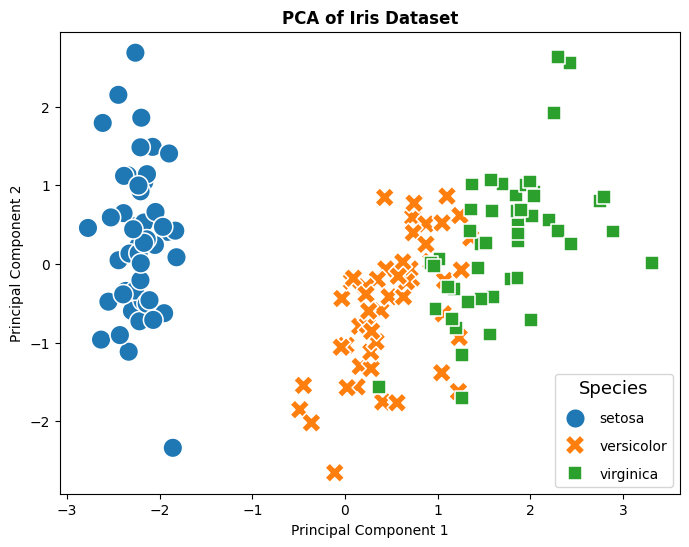 PCA of Iris Dataset
Principal Component 2
2
1
0
−1
−2
−3
−2
−1
0
1
2
3
Principal Component 1
Species
setosa
versicolor
virginica